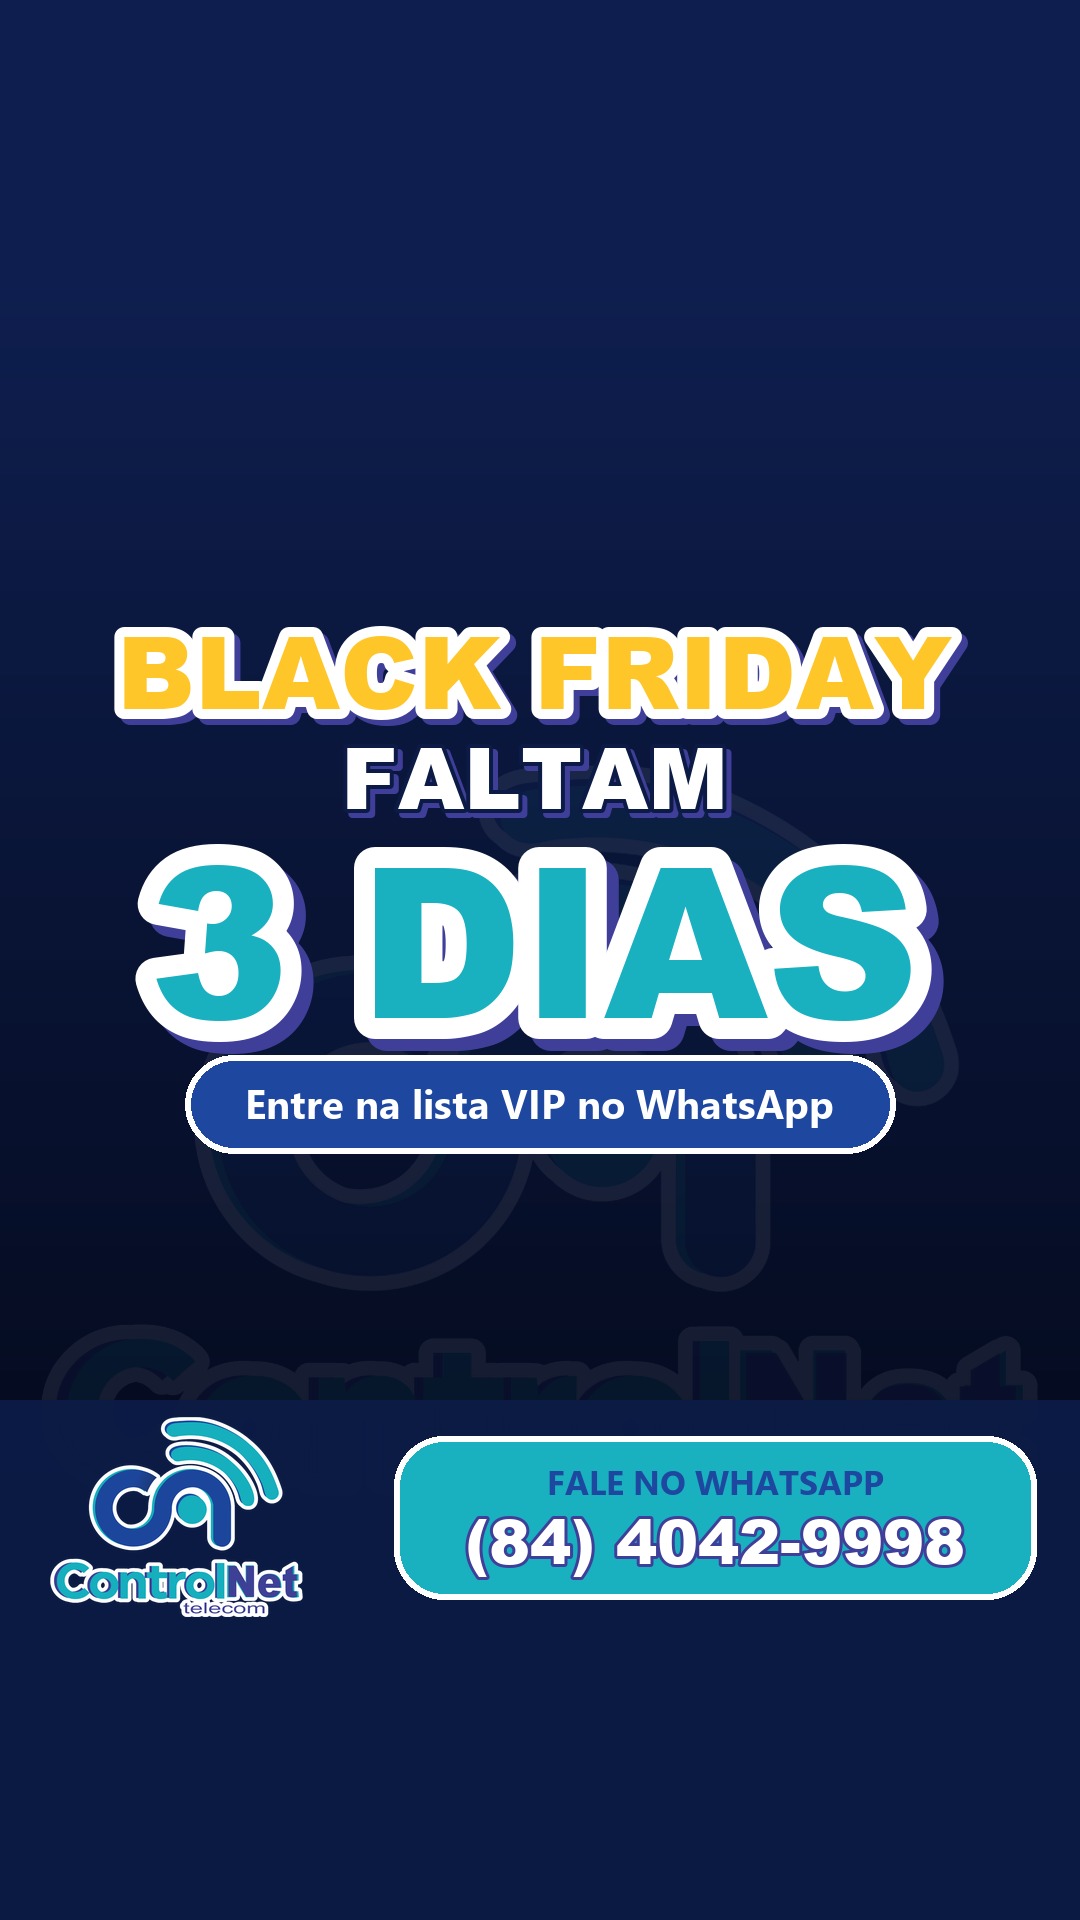 BLACK FRIDAY
FALTAM
3 DIAS
Entre na lista VIP no WhatsApp
ControlNet
FALE NO WHATSAPP
(84) 4042-9998
ControlNet
telecom